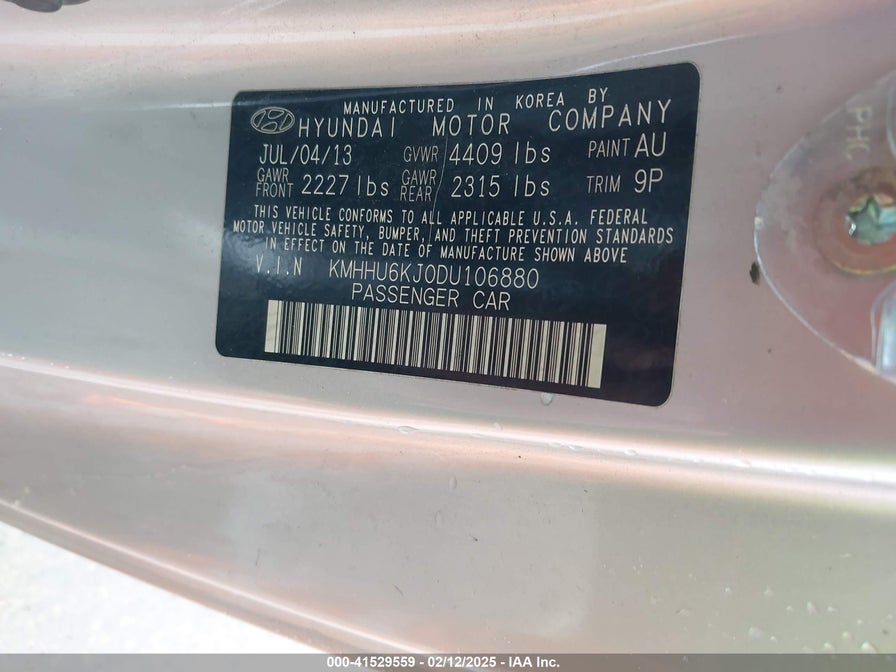 MANUFACTURED IN KOREA BY
HYUNDAI MOTOR COMPANY
JUL/04/13 GVWR 4409 lbs PAINT AU
GAWR FRONT 2227 lbs GAWR REAR 2315 lbs TRIM 9P
THIS VEHICLE CONFORMS TO ALL APPLICABLE U.S.A. FEDERAL
MOTOR VEHICLE SAFETY, BUMPER, AND THEFT PREVENTION STANDARDS
IN EFFECT ON THE DATE OF MANUFACTURE SHOWN ABOVE
V.I.N KMHHU6KJ0DU106880
PASSENGER CAR
PHC
000-41529559 - 02/12/2025 - IAA Inc.